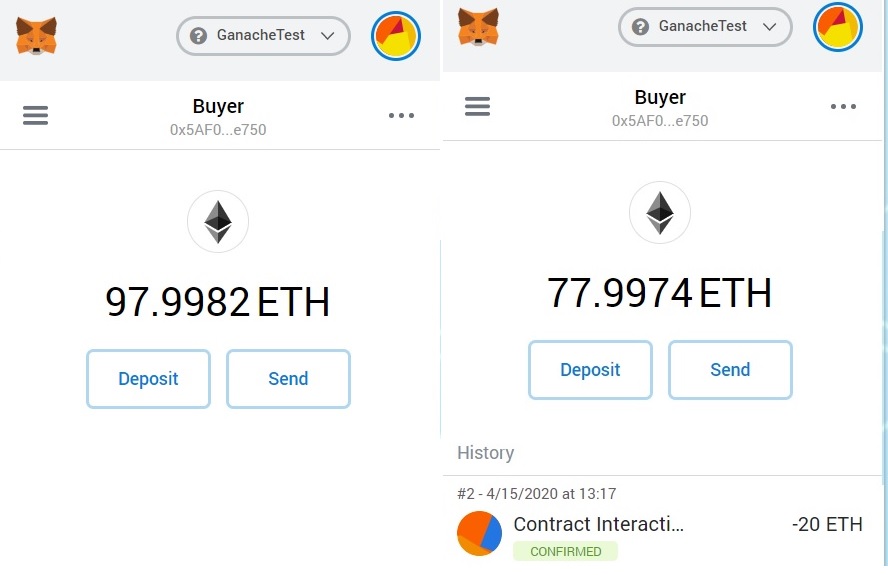 GanacheTest
Buyer
0x5AF0...e750
97.9982 ETH
Deposit
Send
GanacheTest
Buyer
0x5AF0...e750
77.9974 ETH
Deposit
Send
History
#2 - 4/15/2020 at 13:17
Contract Interacti... -20 ETH
CONFIRMED